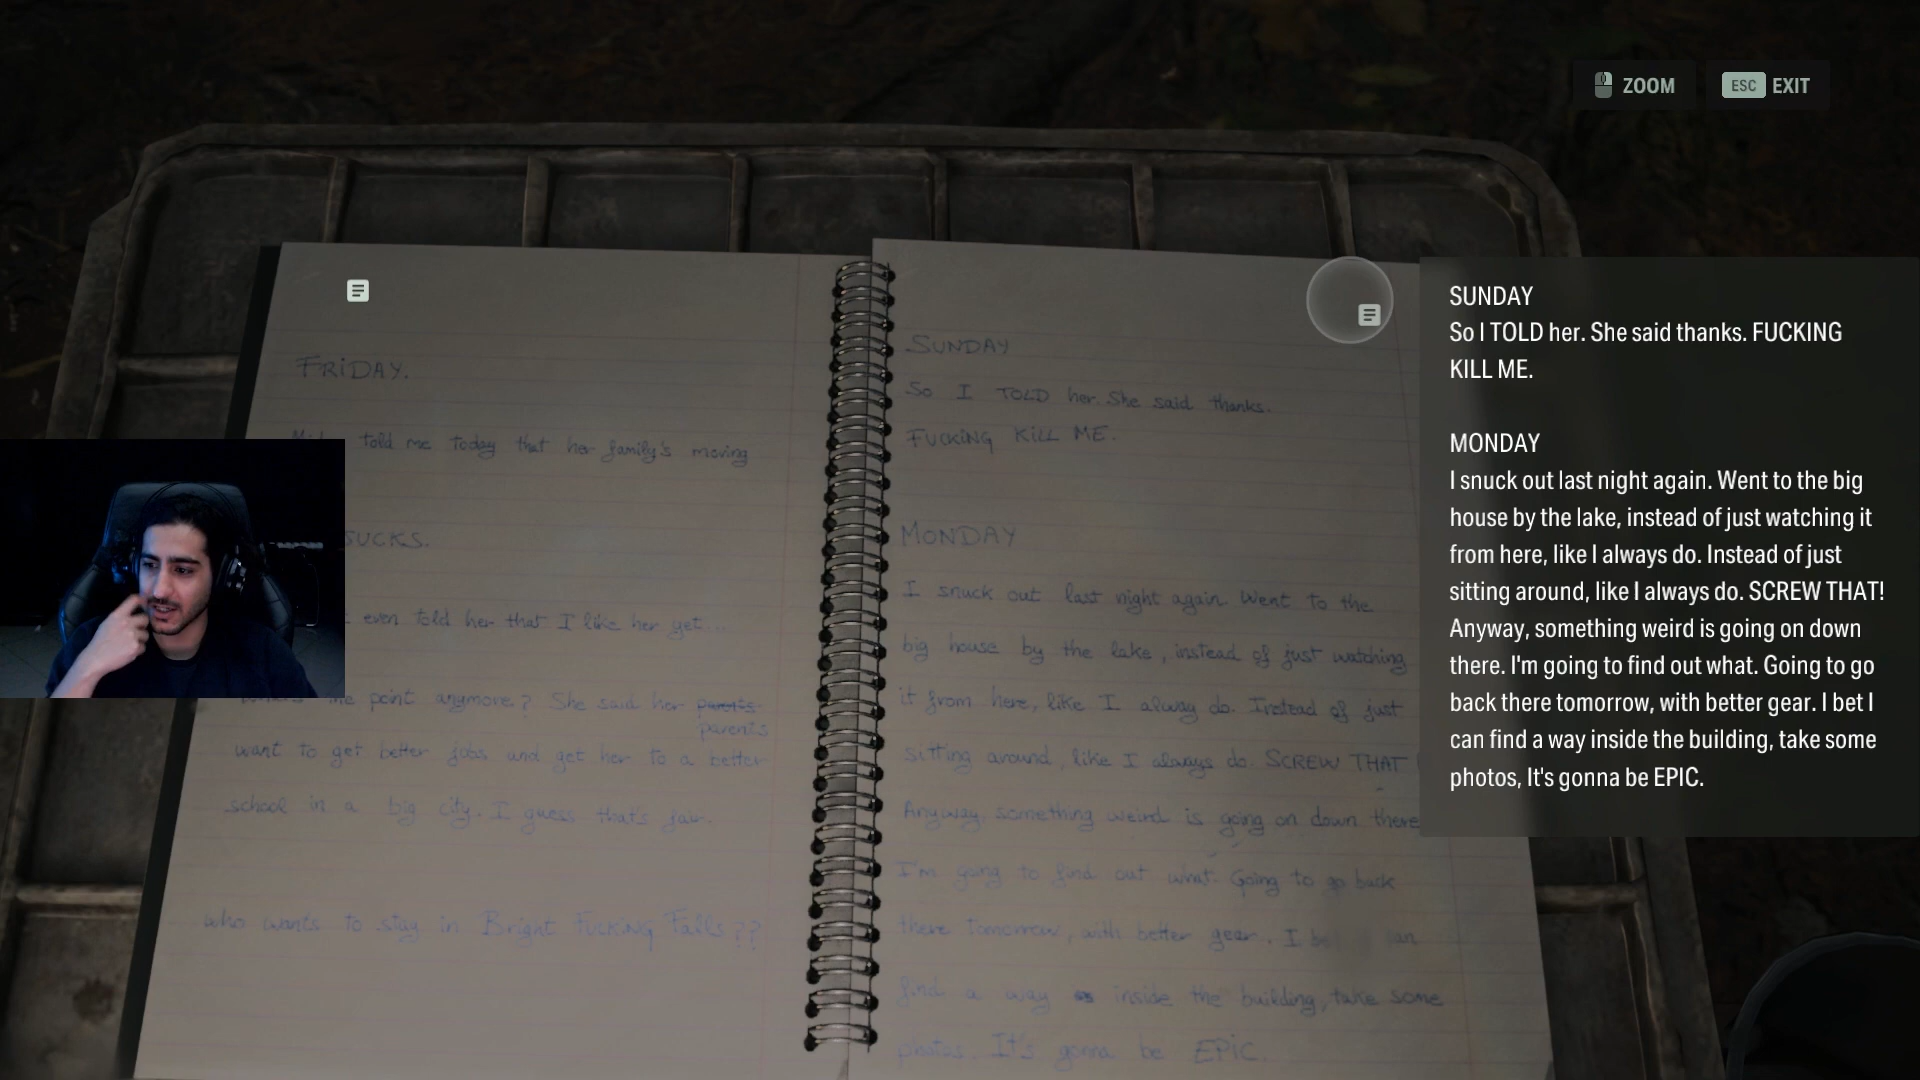 ZOOM
ESC EXIT
FRIDAY.
told me today that her family's moving
SUCKS.
even told her that I like her yet...
the point anymore? She said her parents
parents
want to get better jobs and get her to a better
school in a big city. I guess that's fair.
who wants to stay in Bright FUCKING Falls??
SUNDAY
So I TOLD her. She said thanks.
FUCKING KILL ME.
MONDAY
I snuck out last night again. Went to the
big house by the lake, instead of just watching
it from here, like I always do. Instead of just
sitting around, like I always do. SCREW THAT
Anyway, something weird is going on down there
I'm going to find out what. Going to go back
there tomorrow, with better gear. I
find a way inside the building, take some
photos. It's gonna be EPIC.
SUNDAY
So I TOLD her. She said thanks. FUCKING
KILL ME.
MONDAY
I snuck out last night again. Went to the big
house by the lake, instead of just watching it
from here, like I always do. Instead of just
sitting around, like I always do. SCREW THAT!
Anyway, something weird is going on down
there. I'm going to find out what. Going to go
back there tomorrow, with better gear. I bet I
can find a way inside the building, take some
photos, It's gonna be EPIC.